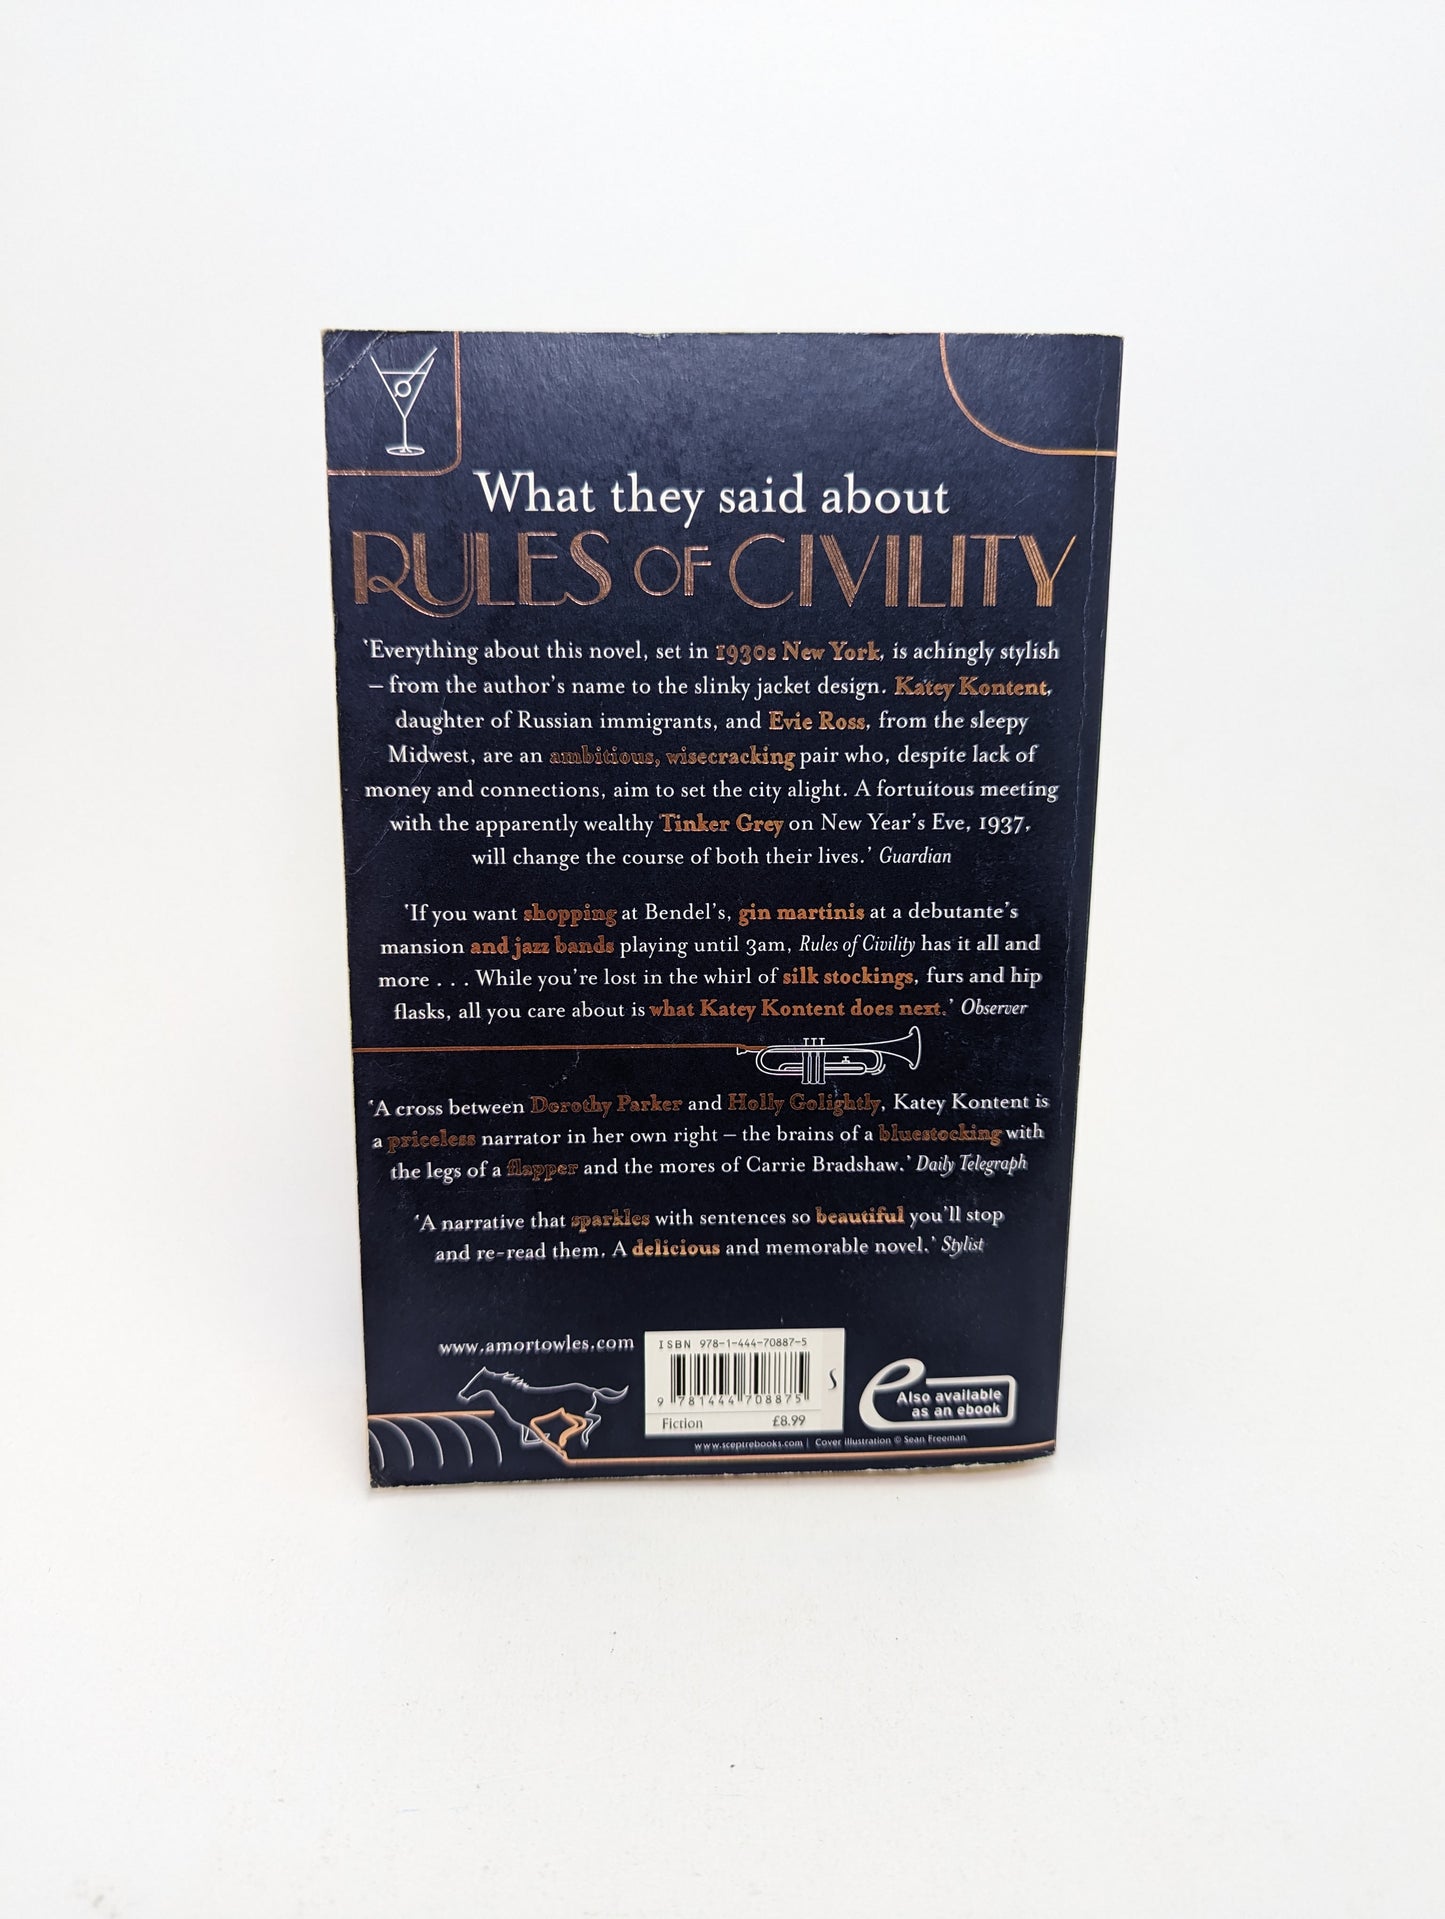 What they said about
RULES OF CIVILITY
‘Everything about this novel, set in 1930s New York, is achingly stylish
– from the author’s name to the slinky jacket design. Katey Kontent,
daughter of Russian immigrants, and Evie Ross, from the sleepy
Midwest, are an ambitious, wisecracking pair who, despite lack of
money and connections, aim to set the city alight. A fortuitous meeting
with the apparently wealthy Tinker Grey on New Year’s Eve, 1937,
will change the course of both their lives.’ Guardian
‘If you want shopping at Bendel’s, gin martinis at a debutante’s
mansion and jazz bands playing until 3am, Rules of Civility has it all and
more . . . While you’re lost in the whirl of silk stockings, furs and hip
flasks, all you care about is what Katey Kontent does next.’ Observer
‘A cross between Dorothy Parker and Holly Golightly, Katey Kontent is
a priceless narrator in her own right – the brains of a bluestocking with
the legs of a flapper and the mores of Carrie Bradshaw.’ Daily Telegraph
‘A narrative that sparkles with sentences so beautiful you’ll stop
and re-read them. A delicious and memorable novel.’ Stylist
www.amortowles.com
ISBN 978-1-444-70887-5
9 781444 708875
Fiction £8.99
e
Also available
as an ebook
www.sceptrebooks.com | Cover illustration © Sean Freeman